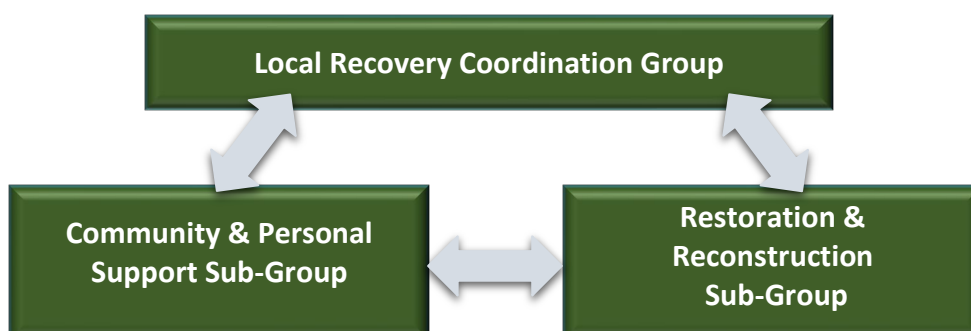 Local Recovery Coordination Group
Community & Personal
Support Sub-Group
Restoration &
Reconstruction
Sub-Group